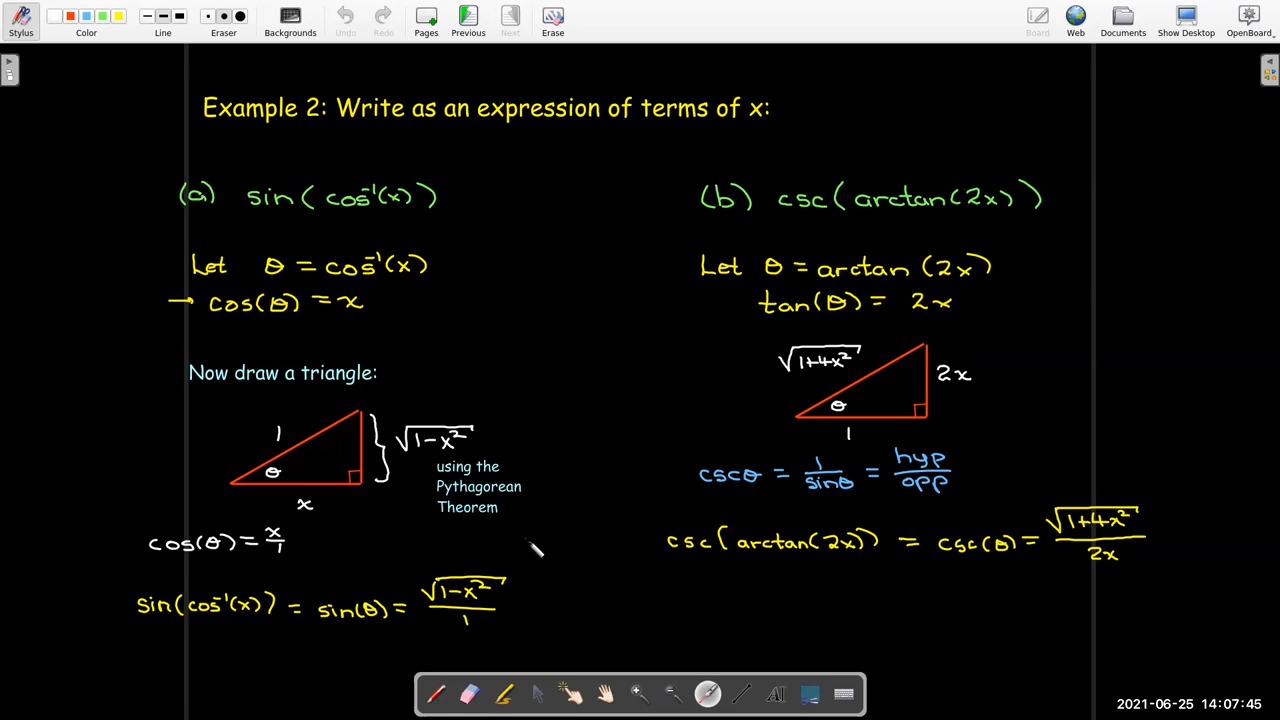 Stylus Color Line Eraser Backgrounds Undo Redo Pages Previous Next Erase Board Web Documents Show Desktop OpenBoard
Example 2: Write as an expression of terms of x:
(a) sin(cos⁻¹(x))
Let θ = cos⁻¹(x)
→ cos(θ) = x
Now draw a triangle:
1
θ
x
√(1-x²)
using the
Pythagorean
Theorem
cos(θ) = x/1
sin(cos⁻¹(x)) = sin(θ) = √(1-x²)/1
(b) csc(arctan(2x))
Let θ = arctan(2x)
tan(θ) = 2x
√(1+4x²)
2x
θ
1
cscθ = 1/sinθ = hyp/opp
csc(arctan(2x)) = csc(θ) = √(1+4x²)/2x
AI
2021-06-25 14:07:45